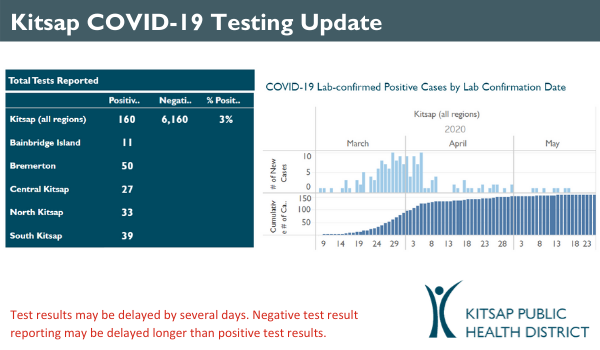 Kitsap COVID-19 Testing Update
Total Tests Reported
Positiv.. Negati.. % Posit..
Kitsap (all regions) 160 6,160 3%
Bainbridge Island 11
Bremerton 50
Central Kitsap 27
North Kitsap 33
South Kitsap 39
COVID-19 Lab-confirmed Positive Cases by Lab Confirmation Date
Kitsap (all regions)
2020
March April May
# of New
Cases
10
5
0
Cumulativ
e # of Ca..
150
100
50
9 14 19 24 29 3 8 13 18 23 28 3 8 13 18 23
Test results may be delayed by several days. Negative test result
reporting may be delayed longer than positive test results.
KITSAP PUBLIC
HEALTH DISTRICT